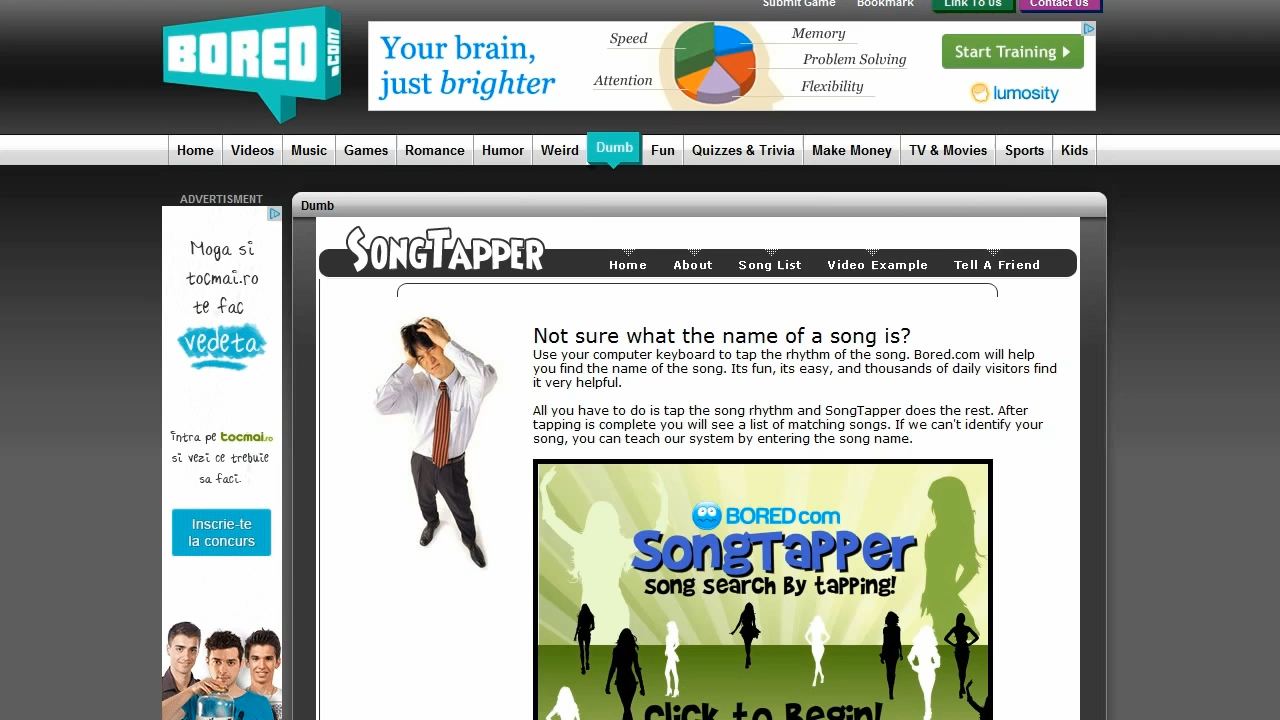 Submit Game Bookmark Link To Us Contact Us
BORED.COM
Your brain,
just brighter
Speed
Attention
Memory
Problem Solving
Flexibility
Start Training
lumosity
Home Videos Music Games Romance Humor Weird Dumb Fun Quizzes & Trivia Make Money TV & Movies Sports Kids
ADVERTISMENT
Moga si
tocmai.ro
te fac
vedeta
intra pe tocmai.ro
si vezi ce trebuie
sa faci.
Inscrie-te
la concurs
Dumb
SONGTAPPER
Home About Song List Video Example Tell A Friend
Not sure what the name of a song is?
Use your computer keyboard to tap the rhythm of the song. Bored.com will help
you find the name of the song. Its fun, its easy, and thousands of daily visitors find
it very helpful.
All you have to do is tap the song rhythm and SongTapper does the rest. After
tapping is complete you will see a list of matching songs. If we can't identify your
song, you can teach our system by entering the song name.
BORED com
SongTapper
song search by tapping!
Click to Begin!